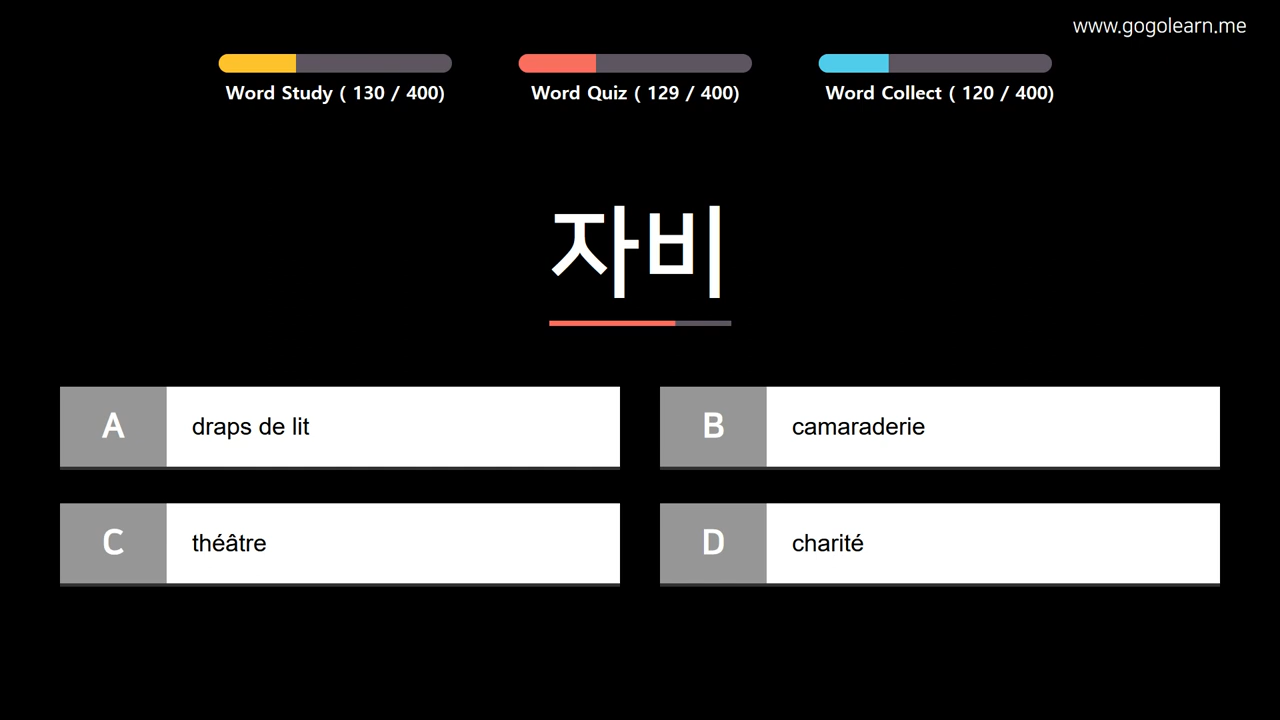 www.gogolearn.me
Word Study ( 130 / 400)
Word Quiz ( 129 / 400)
Word Collect ( 120 / 400)
자비
A draps de lit
B camaraderie
C théâtre
D charité